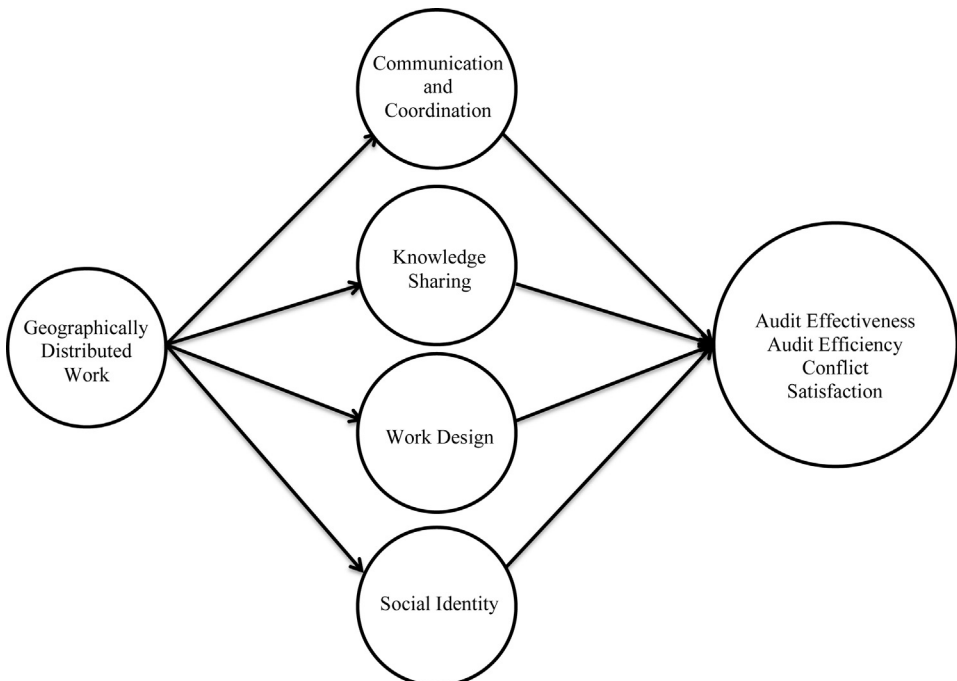 Communication
and
Coordination
Knowledge
Sharing
Geographically
Distributed
Work
Audit Effectiveness
Audit Efficiency
Conflict
Satisfaction
Work Design
Social Identity